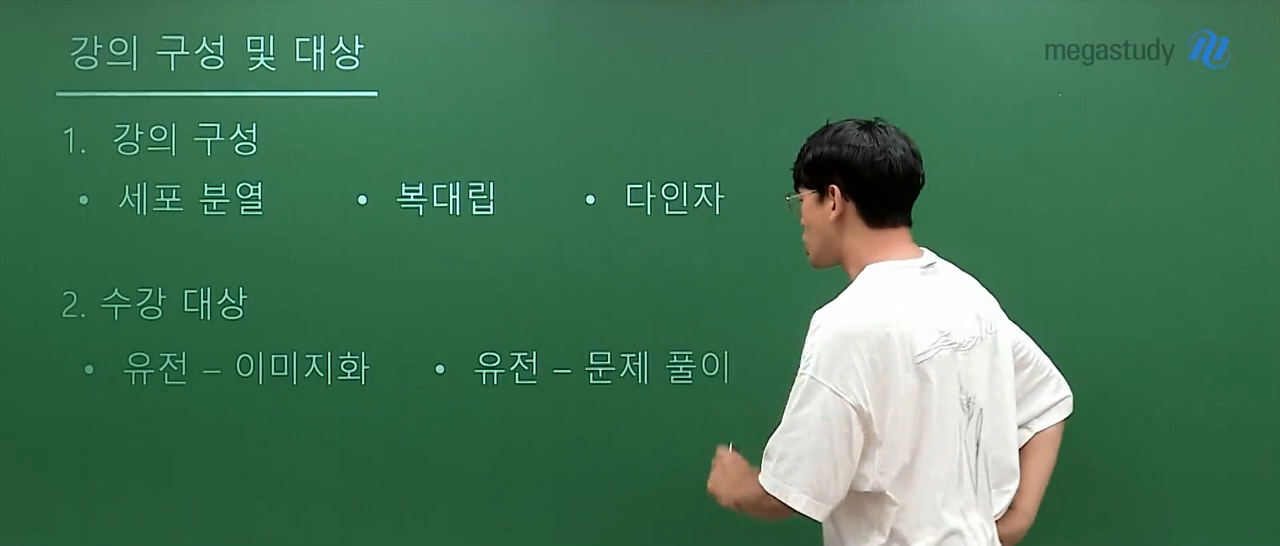 강의 구성 및 대상
megastudy
1. 강의 구성
• 세포 분열 • 복대립 • 다인자
2. 수강 대상
• 유전 – 이미지화 • 유전 – 문제 풀이